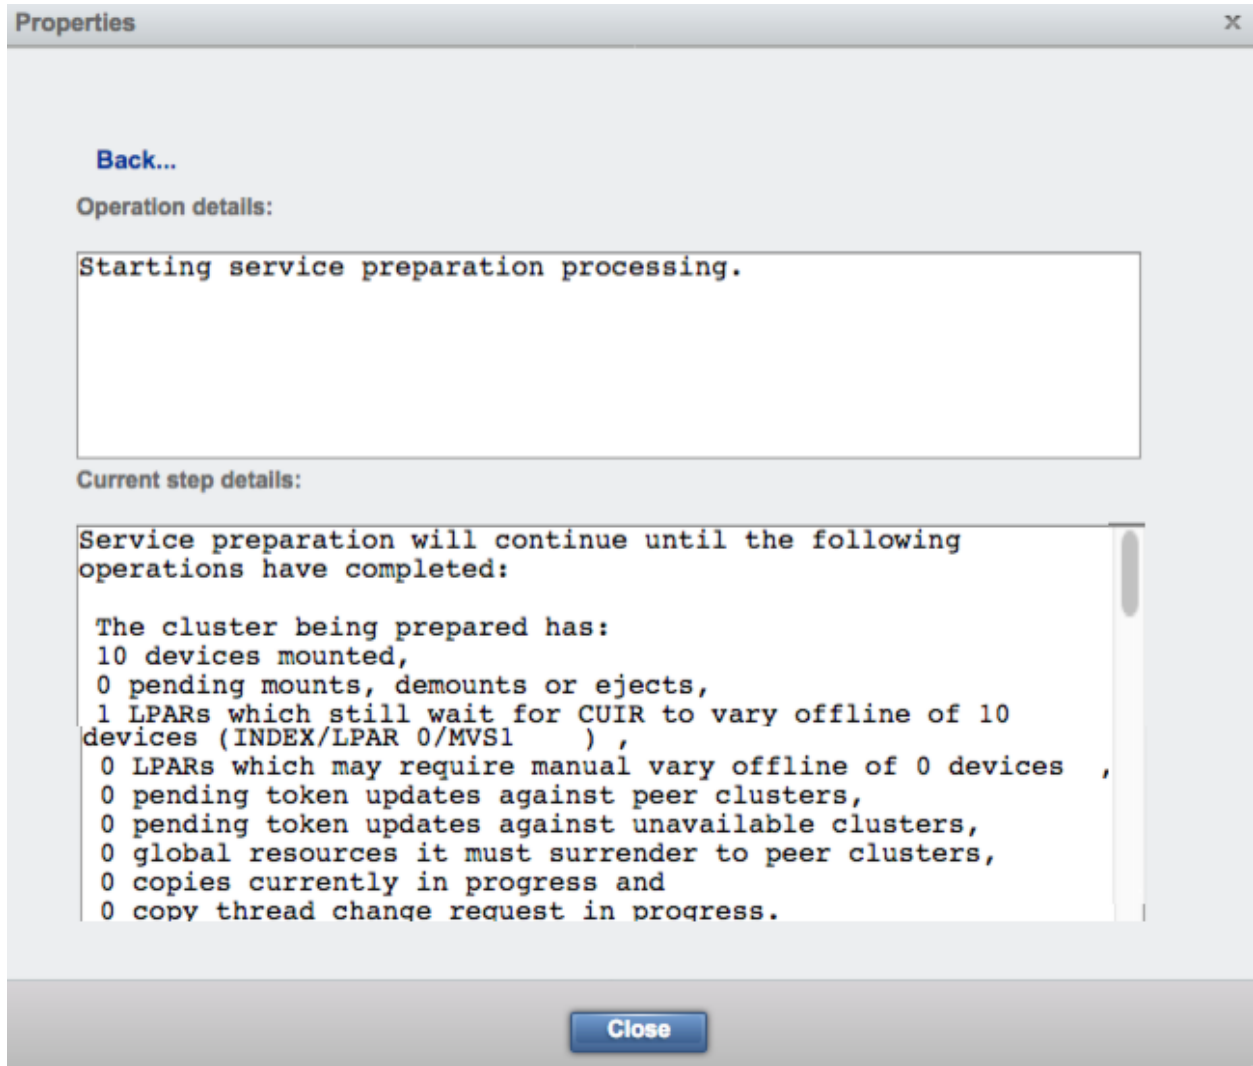 Properties x
Back...
Operation details:
Starting service preparation processing.
Current step details:
Service preparation will continue until the following
operations have completed:
The cluster being prepared has:
10 devices mounted,
0 pending mounts, demounts or ejects,
1 LPARs which still wait for CUIR to vary offline of 10
devices (INDEX/LPAR 0/MVS1    ) ,
0 LPARs which may require manual vary offline of 0 devices  ,
0 pending token updates against peer clusters,
0 pending token updates against unavailable clusters,
0 global resources it must surrender to peer clusters,
0 copies currently in progress and
0 copy thread change request in progress.
Close